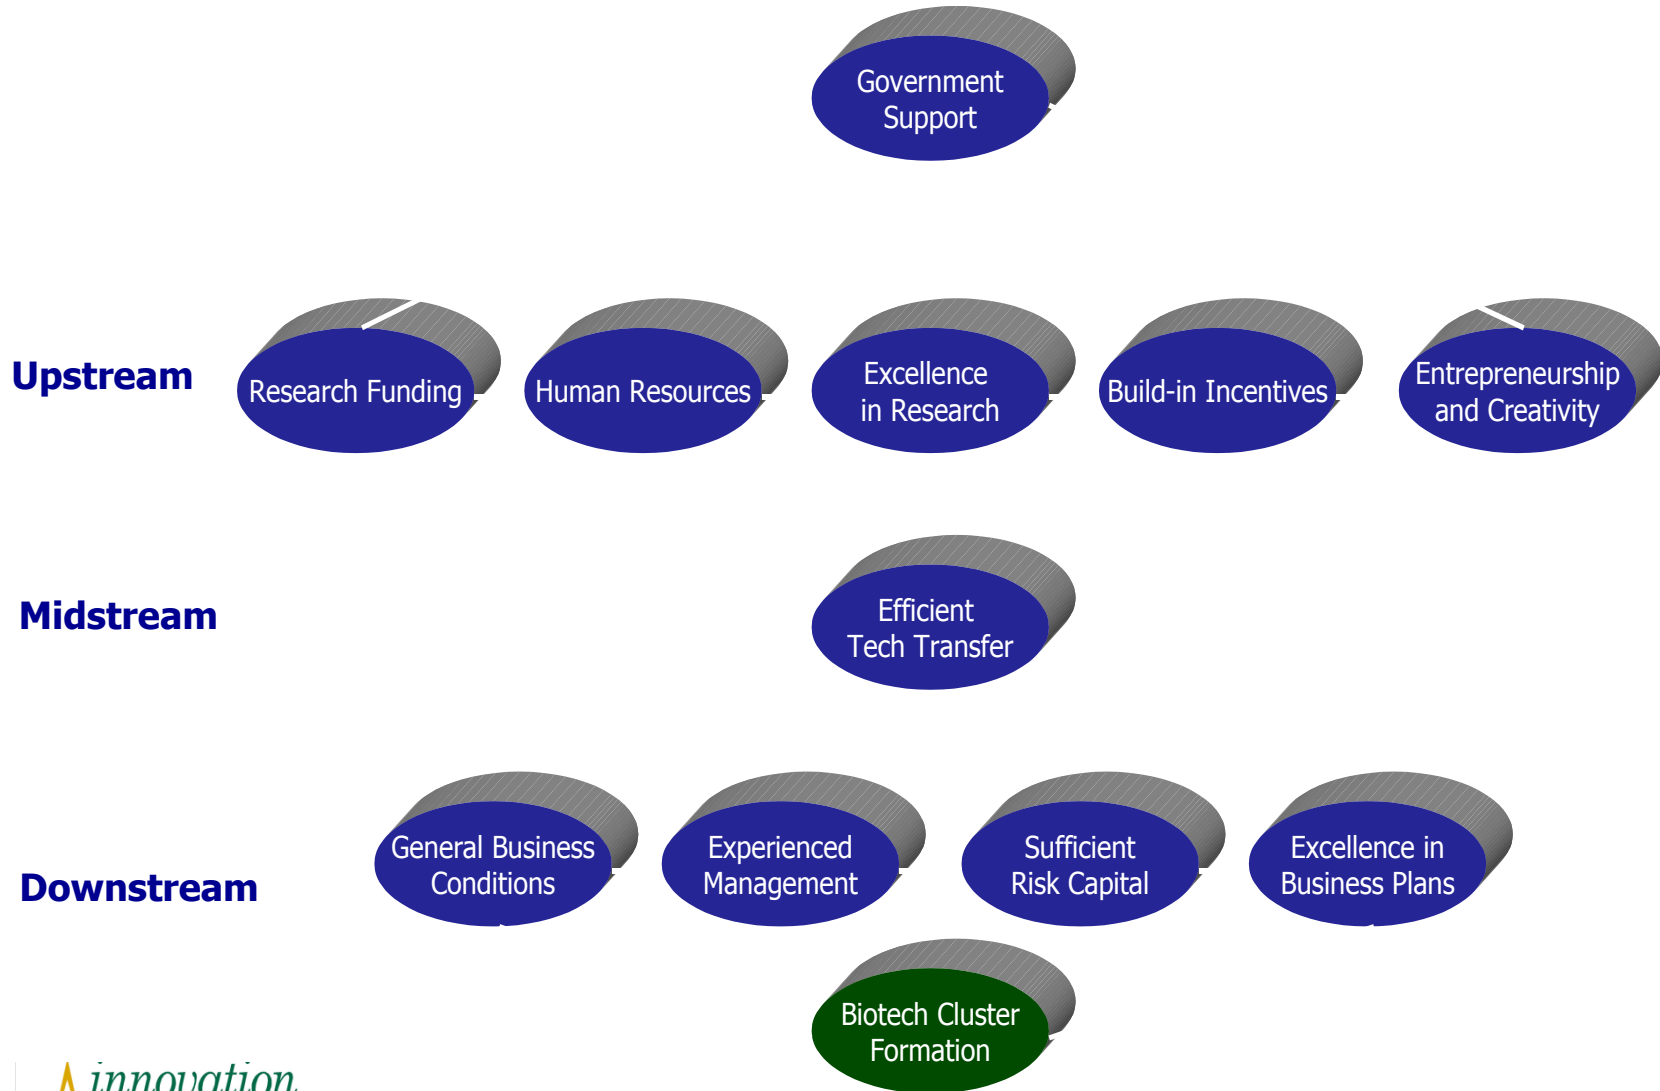 Government
Support
Upstream
Research Funding
Human Resources
Excellence
in Research
Build-in Incentives
Entrepreneurship
and Creativity
Midstream
Efficient
Tech Transfer
Downstream
General Business
Conditions
Experienced
Management
Sufficient
Risk Capital
Excellence in
Business Plans
Biotech Cluster
Formation
innovation